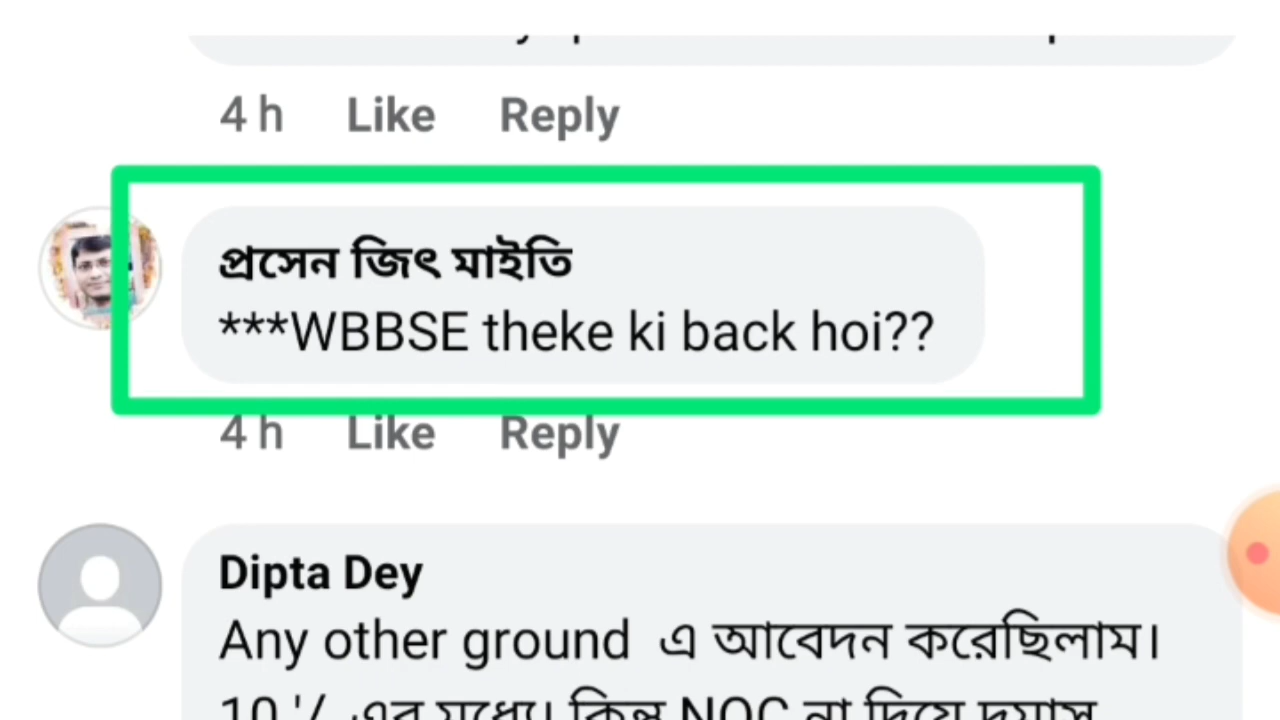 4 h Like Reply
প্রসেন জিৎ মাইতি
***WBBSE theke ki back hoi??
4 h Like Reply
Dipta Dey
Any other ground এ আবেদন করেছিলাম।
10 '/. এর মধ্যে। কিন্তু NOC না দিয়ে দুমাস